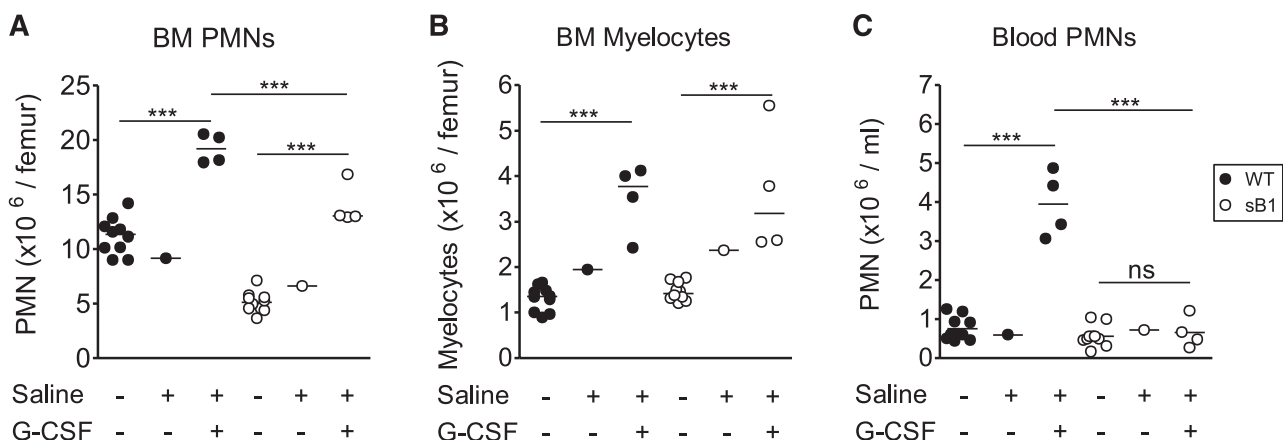 A
BM PMNs
PMN (x10 6 / femur)
25
20
15
10
5
0
***
***
***
Saline - + + - + +
G-CSF - - + - - +
B
BM Myelocytes
Myelocytes (x10 6 / femur)
6
5
4
3
2
1
0
***
***
Saline - + + - + +
G-CSF - - + - - +
C
Blood PMNs
PMN (x10 6 / ml)
7
6
5
4
3
2
1
0
***
***
ns
Saline - + + - + +
G-CSF - - + - - +
WT
sB1